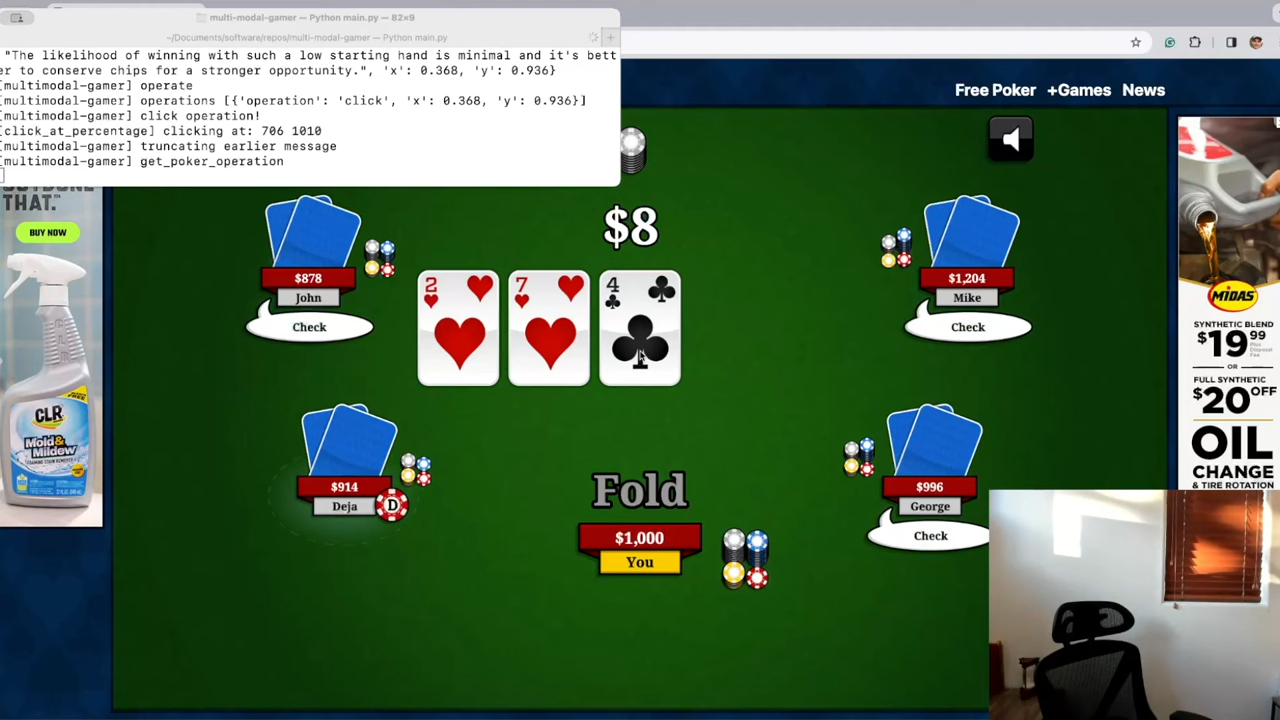 multi-modal-gamer — Python main.py — 82×9
~/Documents/software/repos/multi-modal-gamer — Python main.py
"The likelihood of winning with such a low starting hand is minimal and it's bett
er to conserve chips for a stronger opportunity.", 'x': 0.368, 'y': 0.936}
[multimodal-gamer] operate
[multimodal-gamer] operations [{'operation': 'click', 'x': 0.368, 'y': 0.936}]
[multimodal-gamer] click operation!
[click_at_percentage] clicking at: 706 1010
[multimodal-gamer] truncating earlier message
[multimodal-gamer] get_poker_operation
Free Poker +Games News
THAT.
BUY NOW
CLR
Mold &
Mildew
$8
$878
John
Check
$1,204
Mike
Check
2
7
4
$914
Deja
D
Fold
$1,000
You
$996
George
Check
MIDAS
SYNTHETIC BLEND
$19.99
OR
FULL SYNTHETIC
$20 OFF
OIL
CHANGE
& TIRE ROTATION